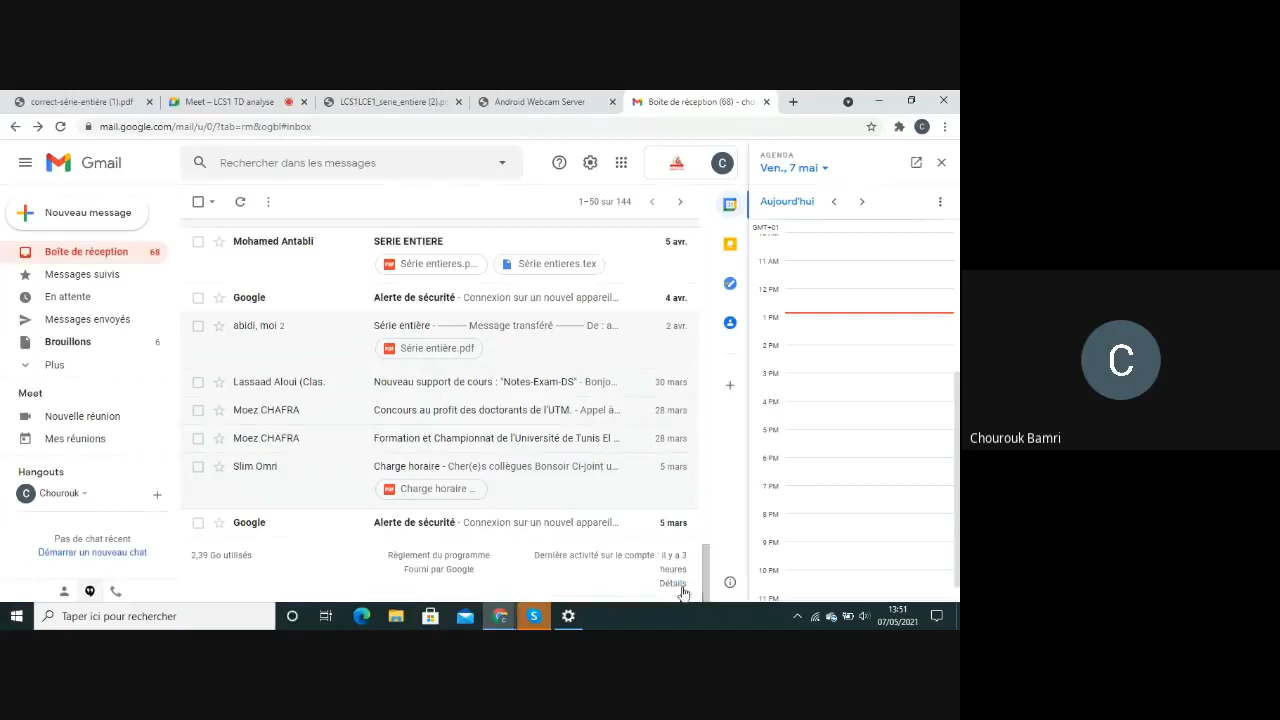 correct-série-entière (1).pdf
Meet – LCS1 TD analyse
LCS1LCE1_serie_entiere (2).p
Android Webcam Server
Boîte de réception (68) - cho
mail.google.com/mail/u/0/?tab=rm&ogbl#inbox
C
Gmail
Rechercher dans les messages
C
AGENDA
Ven., 7 mai
Nouveau message
1–50 sur 144
Aujourd'hui
GMT+01
Boîte de réception 68
Messages suivis
En attente
Messages envoyés
Brouillons 6
Plus
Meet
Nouvelle réunion
Mes réunions
Hangouts
C Chourouk
Pas de chat récent
Démarrer un nouveau chat
Mohamed Antabli SERIE ENTIERE 5 avr.
PDF Série entieres.p... Série entieres.tex
Google Alerte de sécurité - Connexion sur un nouvel appareil... 4 avr.
abidi, moi 2 Série entière - ---------- Message transféré --------- De : a... 2 avr.
PDF Série entière.pdf
Lassaad Aloui (Clas. Nouveau support de cours : "Notes-Exam-DS" - Bonjo... 30 mars
Moez CHAFRA Concours au profit des doctorants de l'UTM. - Appel à... 28 mars
Moez CHAFRA Formation et Championnat de l'Université de Tunis El ... 28 mars
Slim Omri Charge horaire - Cher(e)s collègues Bonsoir Ci-joint u... 5 mars
PDF Charge horaire ...
Google Alerte de sécurité - Connexion sur un nouvel appareil... 5 mars
2,39 Go utilisés
Règlement du programme
Fourni par Google
Dernière activité sur le compte : Il y a 3
heures
Détails
11 AM
12 PM
1 PM
2 PM
3 PM
4 PM
5 PM
6 PM
7 PM
8 PM
9 PM
10 PM
11 PM
Taper ici pour rechercher
13:51
07/05/2021
C
Chourouk Bamri